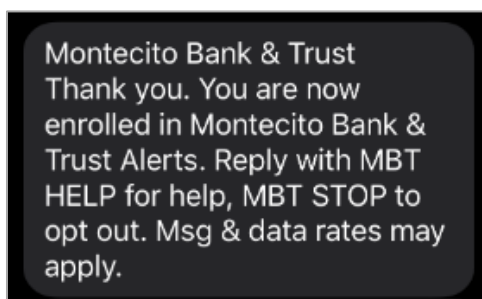 Montecito Bank & Trust
Thank you. You are now
enrolled in Montecito Bank &
Trust Alerts. Reply with MBT
HELP for help, MBT STOP to
opt out. Msg & data rates may
apply.